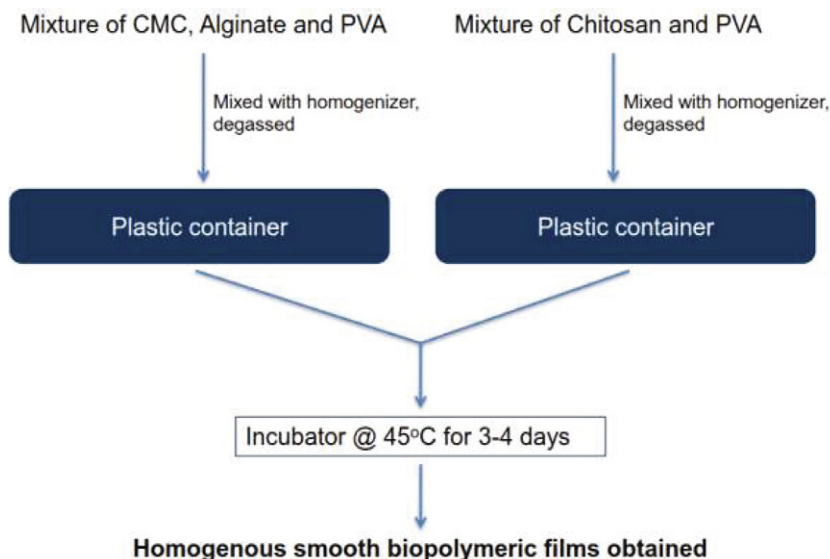 Mixture of CMC, Alginate and PVA
Mixture of Chitosan and PVA
Mixed with homogenizer,
degassed
Mixed with homogenizer,
degassed
Plastic container
Plastic container
Incubator @ 45°C for 3-4 days
Homogenous smooth biopolymeric films obtained